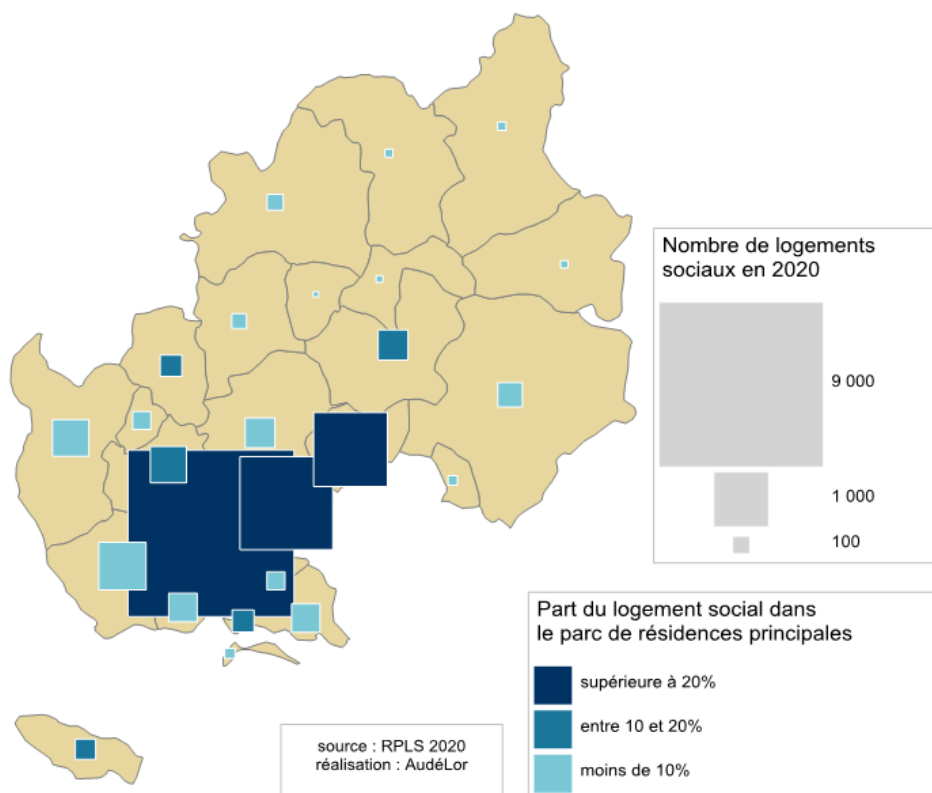 Nombre de logements
sociaux en 2020
9 000
1 000
100
Part du logement social dans
le parc de résidences principales
supérieure à 20%
entre 10 et 20%
moins de 10%
source : RPLS 2020
réalisation : AudéLor